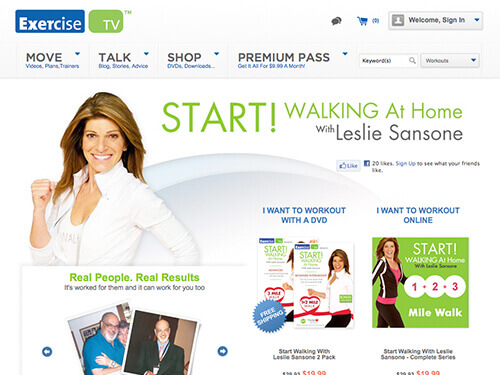 Exercise TV™
(0)
Welcome, Sign In
MOVE
Videos, Plans, Trainers
TALK
Blog, Stories, Advice
SHOP
DVDs, Downloads...
PREMIUM PASS
Get It All For $9.99 A Month!
Keyword(s)
Workouts
START! WALKING At Home
With Leslie Sansone
Like
20 likes. Sign Up to see what your friends
like.
I WANT TO WORKOUT
WITH A DVD
I WANT TO WORKOUT
ONLINE
Real People. Real Results
It's worked for them and it can work for you too
Exercise TV
START!
WALKING At Home
FREE
SHIPPING
START!
WALKING At Home
With Leslie Sansone
1 • 2 • 3
Mile Walk
Start Walking With
Leslie Sansone 2 Pack
Start Walking With Leslie
Sansone - Complete Series
$29.93 $19.99
$19.99